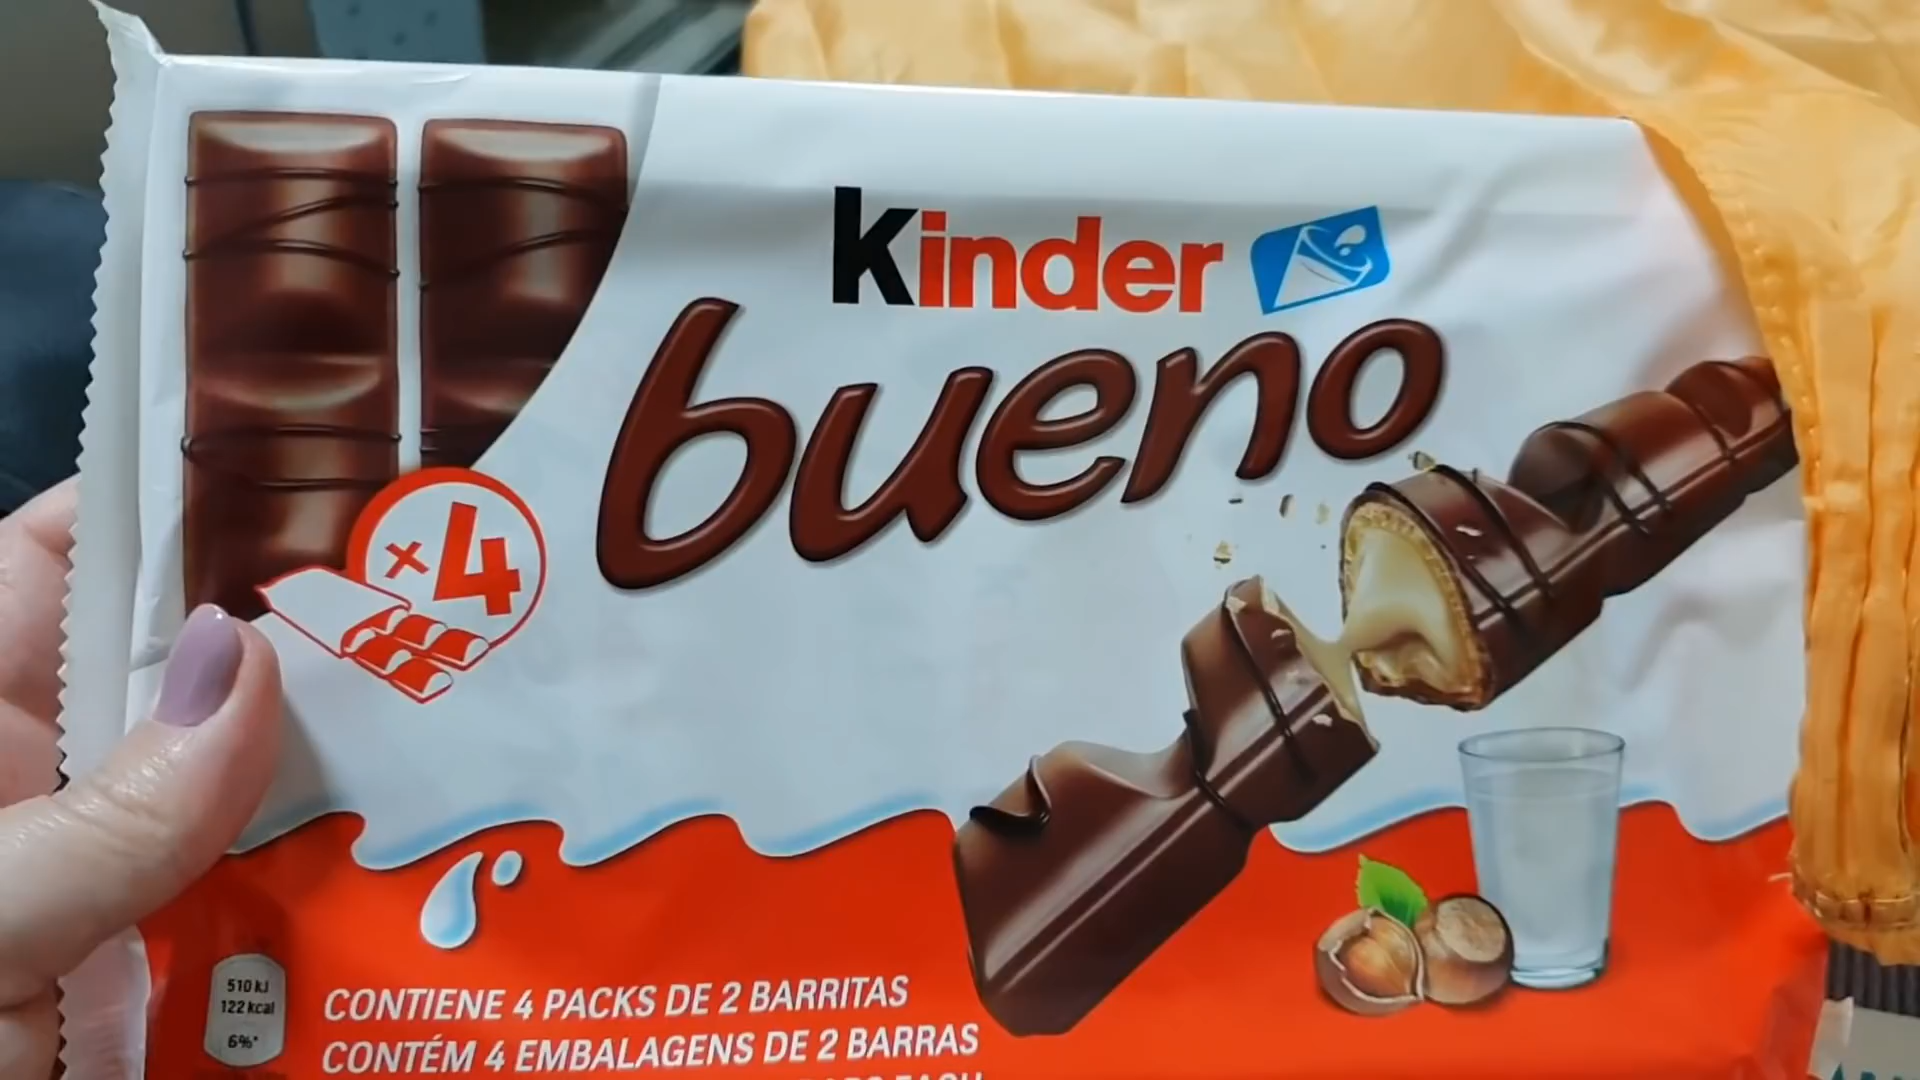 Kinder
bueno
×4
510 kJ
122 kcal
6%*
CONTIENE 4 PACKS DE 2 BARRITAS
CONTÉM 4 EMBALAGENS DE 2 BARRAS